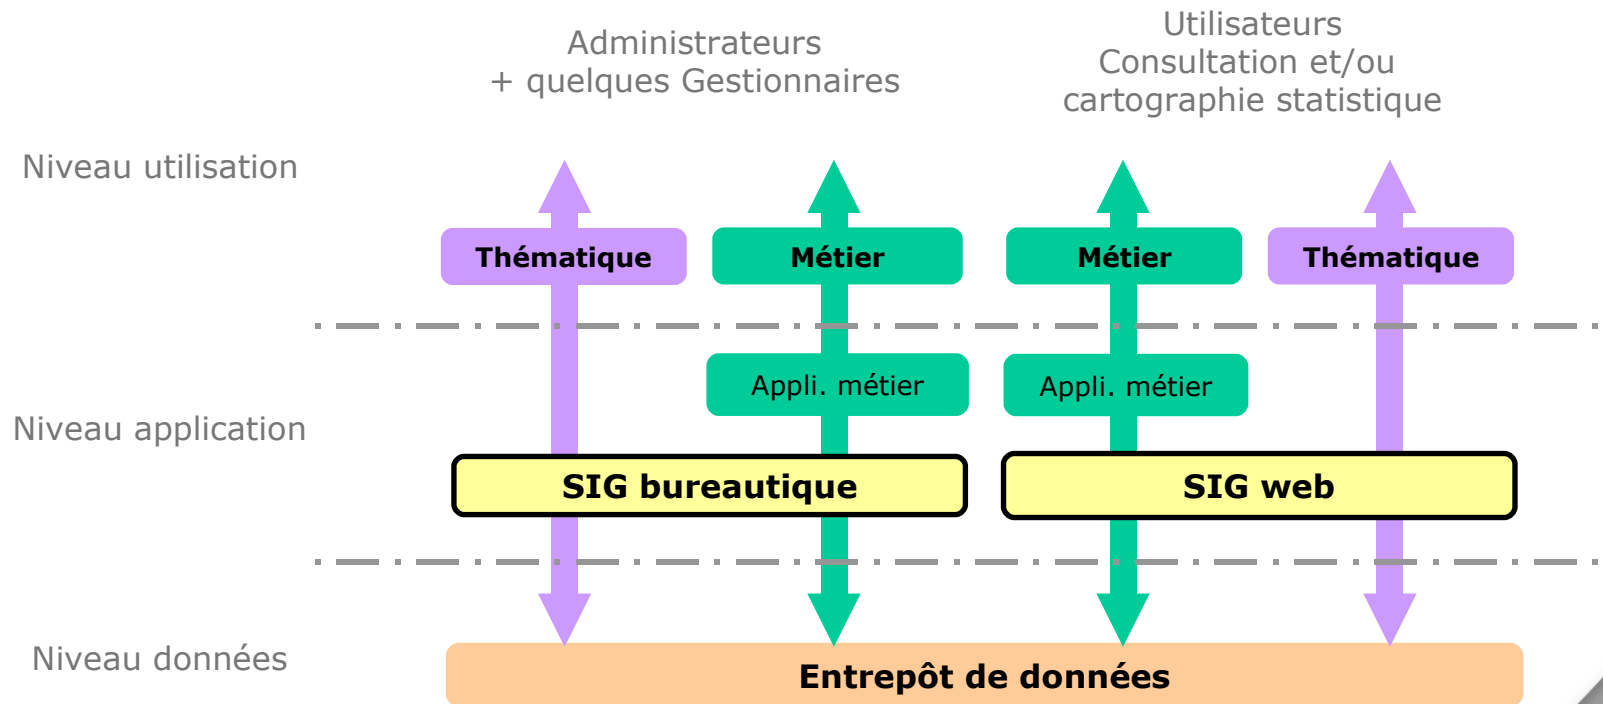 Administrateurs
+ quelques Gestionnaires
Utilisateurs
Consultation et/ou
cartographie statistique
Niveau utilisation
Thématique
Métier
Métier
Thématique
Appli. métier
Appli. métier
Niveau application
SIG bureautique
SIG web
Niveau données
Entrepôt de données